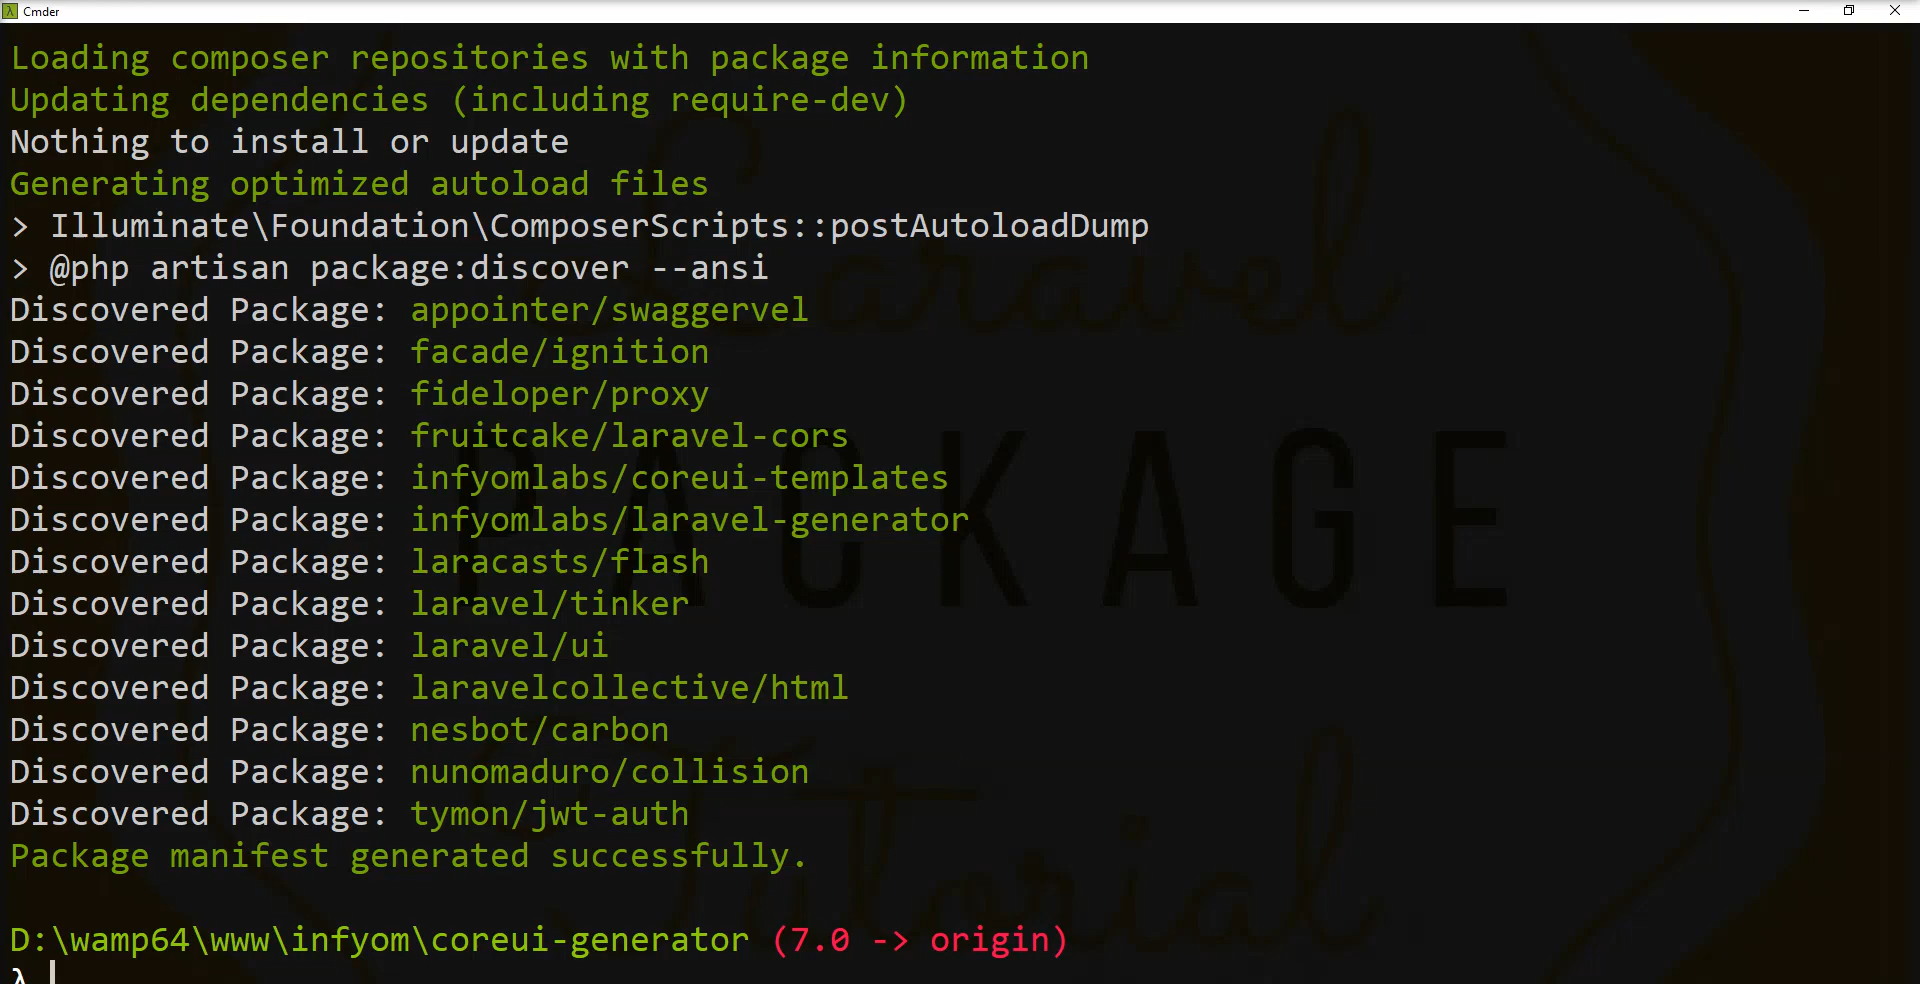 Cmder
Loading composer repositories with package information
Updating dependencies (including require-dev)
Nothing to install or update
Generating optimized autoload files
> Illuminate\Foundation\ComposerScripts::postAutoloadDump
> @php artisan package:discover --ansi
Discovered Package: appointer/swaggervel
Discovered Package: facade/ignition
Discovered Package: fideloper/proxy
Discovered Package: fruitcake/laravel-cors
Discovered Package: infyomlabs/coreui-templates
Discovered Package: infyomlabs/laravel-generator
Discovered Package: laracasts/flash
Discovered Package: laravel/tinker
Discovered Package: laravel/ui
Discovered Package: laravelcollective/html
Discovered Package: nesbot/carbon
Discovered Package: nunomaduro/collision
Discovered Package: tymon/jwt-auth
Package manifest generated successfully.
D:\wamp64\www\infyom\coreui-generator (7.0 -> origin)
λ
Laravel
PACKAGE
Tutorial